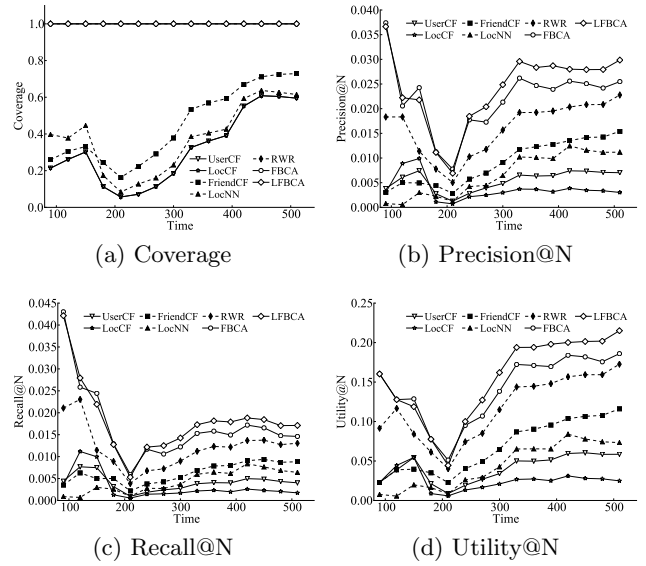 1.0
0.8
0.6
0.4
0.2
0.0
Coverage
100 200 300 400 500
Time
UserCF RWR
LocCF FBCA
FriendCF LFBCA
LocNN
(a) Coverage
0.040
0.035
0.030
0.025
0.020
0.015
0.010
0.005
0.000
Precision@N
UserCF FriendCF RWR LFBCA
LocCF LocNN FBCA
100 200 300 400 500
Time
(b) Precision@N
0.045
0.040
0.035
0.030
0.025
0.020
0.015
0.010
0.005
0.000
Recall@N
UserCF FriendCF RWR LFBCA
LocCF LocNN FBCA
100 200 300 400 500
Time
(c) Recall@N
0.25
0.20
0.15
0.10
0.05
0.00
Utility@N
UserCF FriendCF RWR LFBCA
LocCF LocNN FBCA
100 200 300 400 500
Time
(d) Utility@N